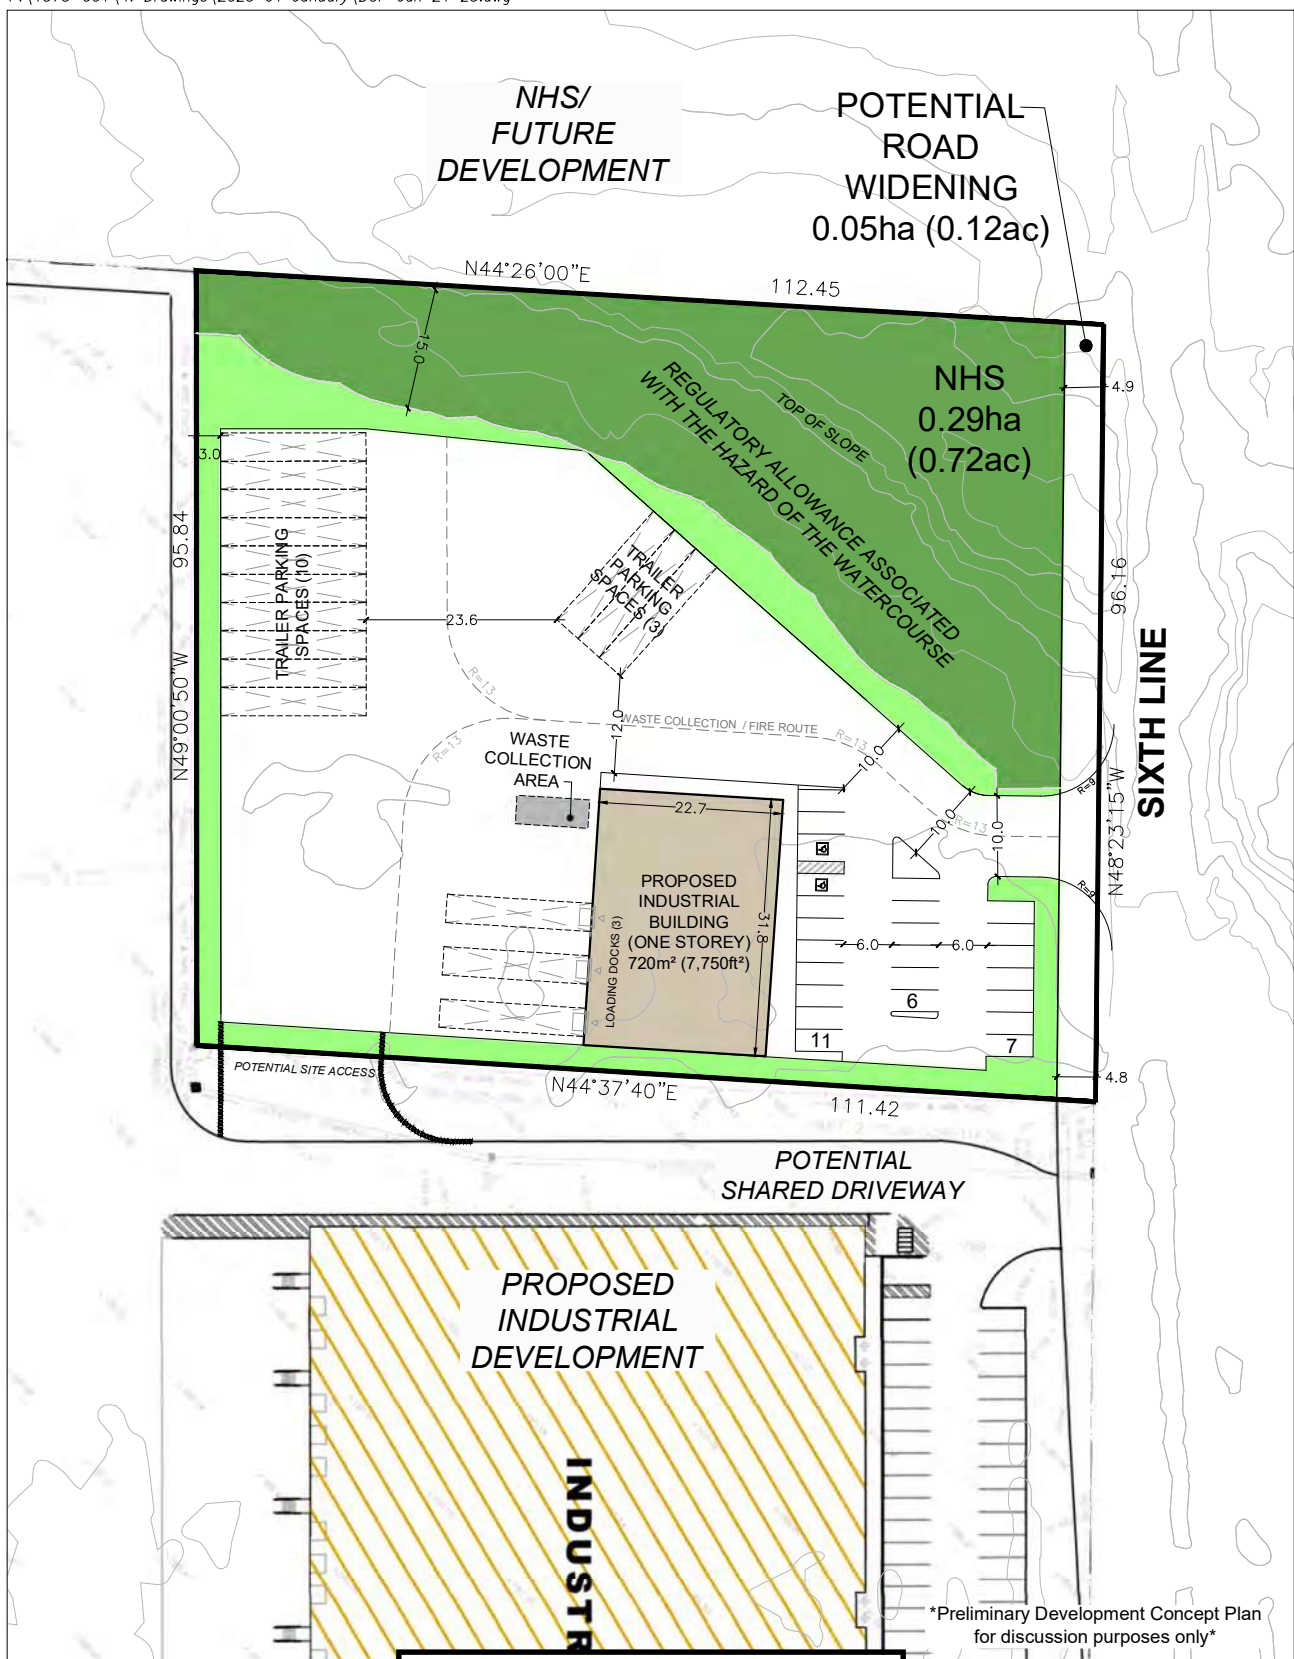 NHS/
FUTURE
DEVELOPMENT
POTENTIAL
ROAD
WIDENING
0.05ha (0.12ac)
N44°26'00"E
112.45
15.0
NHS
0.29ha
(0.72ac)
4.9
REGULATORY ALLOWANCE ASSOCIATED
WITH THE HAZARD OF THE WATERCOURSE
TOP OF SLOPE
3.0
95.84
N49°00'50"W
TRAILER PARKING
SPACES (10)
TRAILER
PARKING
SPACES (3)
23.6
96.16
SIXTH LINE
N48°23'15"W
R=13
R=13
12.0
WASTE COLLECTION / FIRE ROUTE
R=13
10.0
WASTE
COLLECTION
AREA
22.7
10.0
R=13
10.0
R=9
R=9
PROPOSED
INDUSTRIAL
BUILDING
(ONE STOREY)
720m² (7,750ft²)
31.8
LOADING DOCKS (3)
6.0
6.0
6
11
7
POTENTIAL SITE ACCESS
N44°37'40"E
111.42
4.8
POTENTIAL
SHARED DRIVEWAY
PROPOSED
INDUSTRIAL
DEVELOPMENT
INDUSTR
*Preliminary Development Concept Plan
for discussion purposes only*